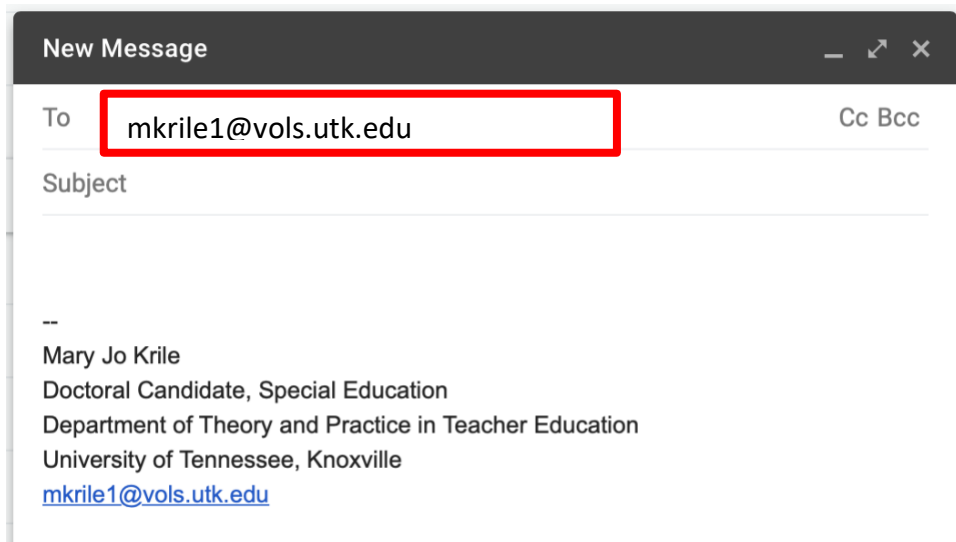 New Message
To mkrile1@vols.utk.edu Cc Bcc
Subject
--
Mary Jo Krile
Doctoral Candidate, Special Education
Department of Theory and Practice in Teacher Education
University of Tennessee, Knoxville
mkrile1@vols.utk.edu